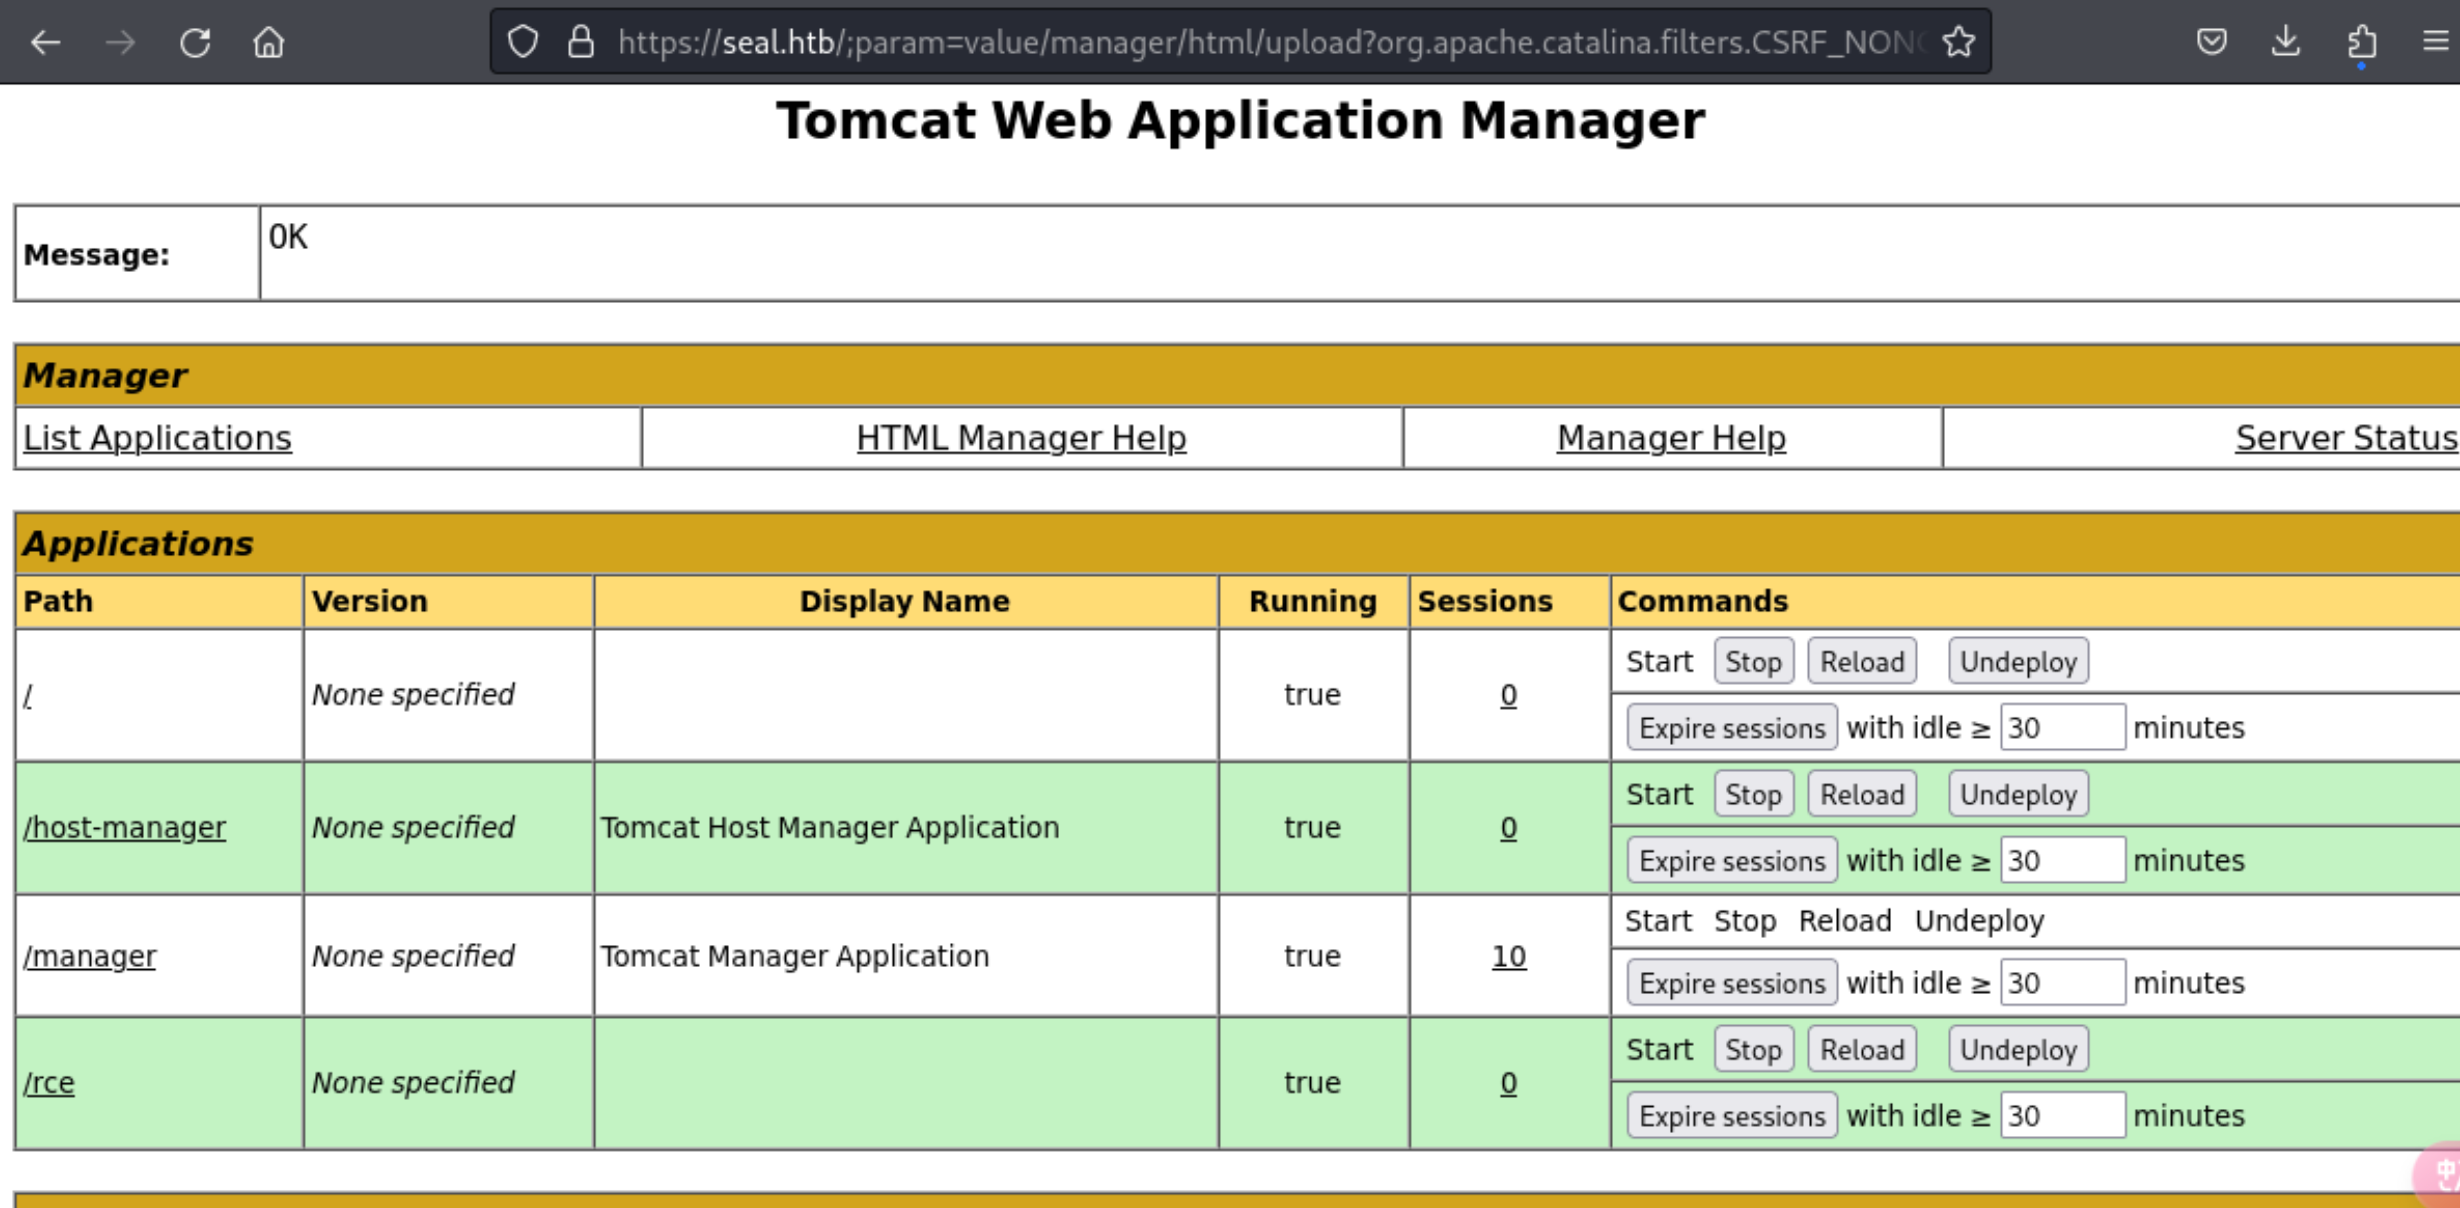 https://seal.htb/;param=value/manager/html/upload?org.apache.catalina.filters.CSRF_NON
Tomcat Web Application Manager
Message: OK
Manager
List Applications HTML Manager Help Manager Help Server Status
Applications
Path Version Display Name Running Sessions Commands
/ None specified true 0 Start Stop Reload Undeploy
Expire sessions with idle ≥ 30 minutes
/host-manager None specified Tomcat Host Manager Application true 0 Start Stop Reload Undeploy
Expire sessions with idle ≥ 30 minutes
/manager None specified Tomcat Manager Application true 10 Start Stop Reload Undeploy
Expire sessions with idle ≥ 30 minutes
/rce None specified true 0 Start Stop Reload Undeploy
Expire sessions with idle ≥ 30 minutes